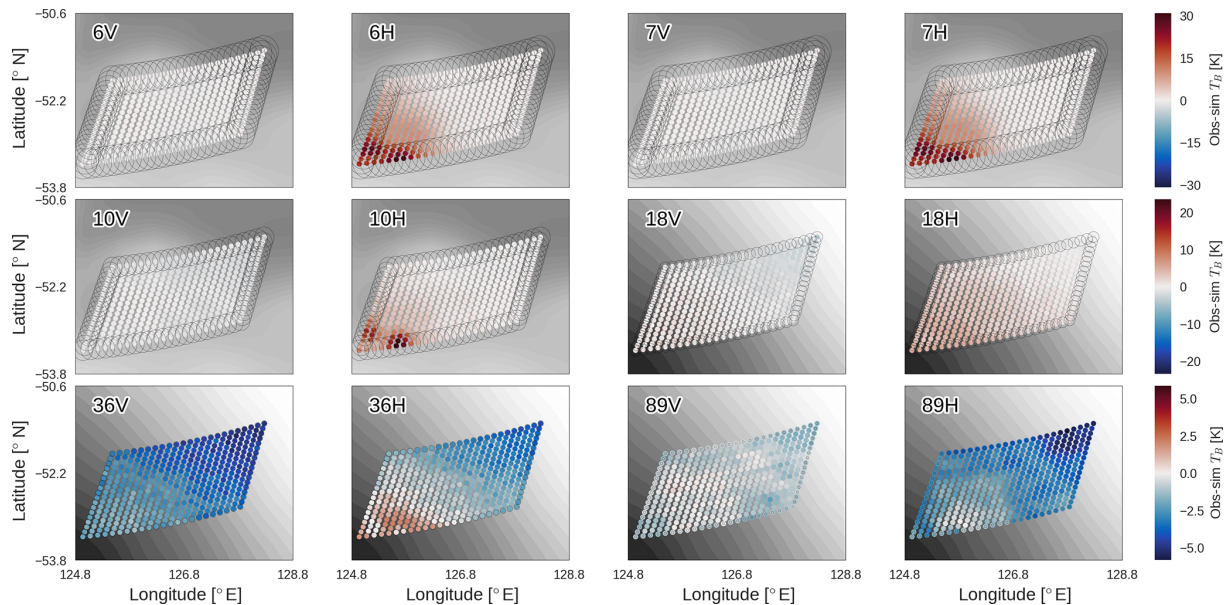 6V
6H
7V
7H
−50.6
−52.2
−53.8
Latitude [° N]
30
15
0
−15
−30
Obs-sim T_B [K]
10V
10H
18V
18H
−50.6
−52.2
−53.8
Latitude [° N]
20
10
0
−10
−20
Obs-sim T_B [K]
36V
36H
89V
89H
−50.6
−52.2
−53.8
Latitude [° N]
5.0
2.5
0.0
−2.5
−5.0
Obs-sim T_B [K]
124.8 126.8 128.8
124.8 126.8 128.8
124.8 126.8 128.8
124.8 126.8 128.8
Longitude [° E]
Longitude [° E]
Longitude [° E]
Longitude [° E]